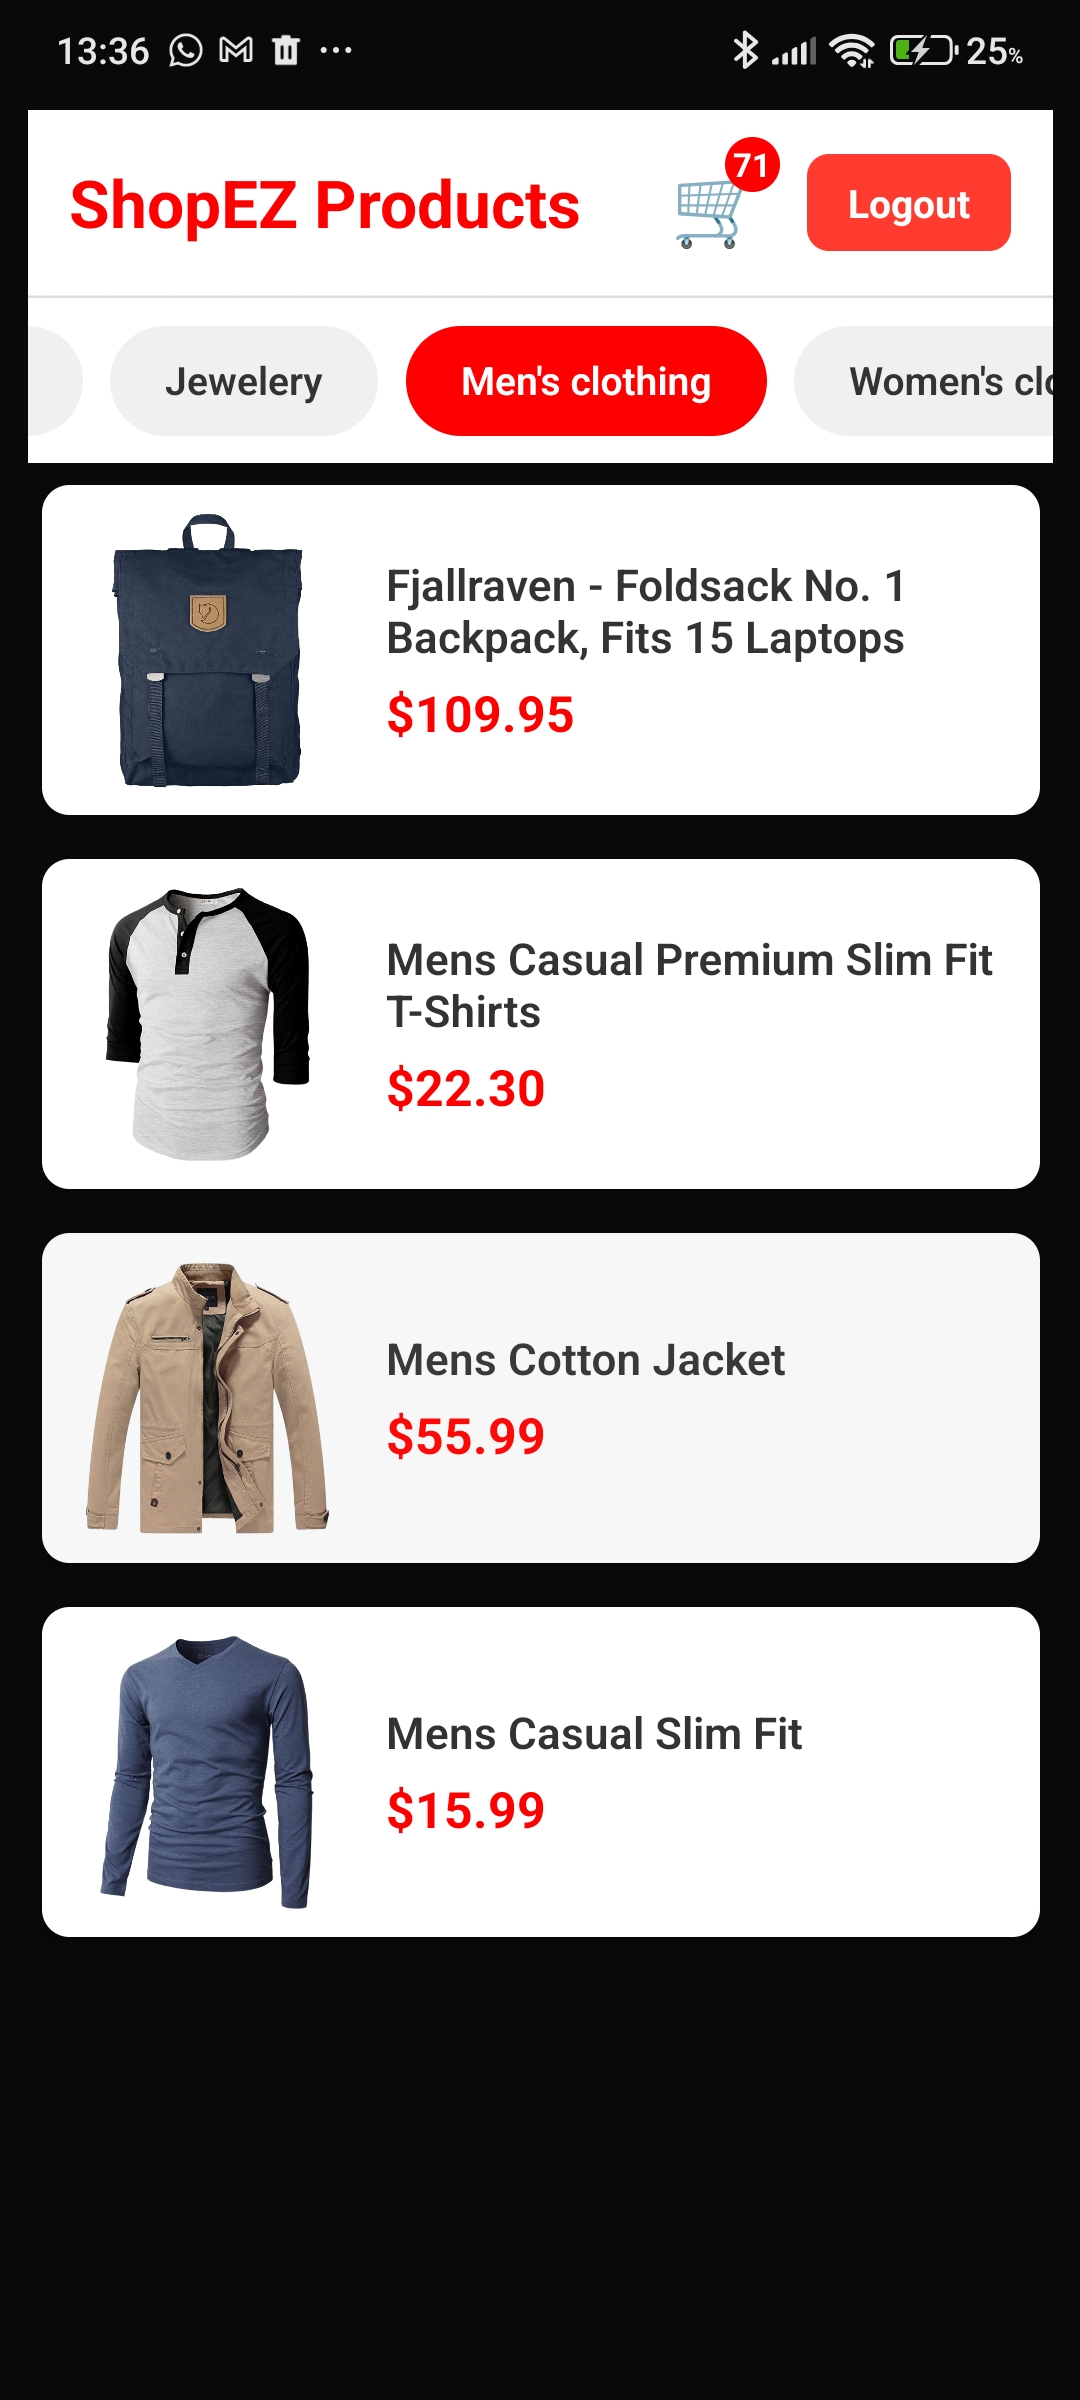 13:36
25%
ShopEZ Products
71
Logout
Jewelery
Men's clothing
Women's clo
Fjallraven - Foldsack No. 1
Backpack, Fits 15 Laptops
$109.95
Mens Casual Premium Slim Fit
T-Shirts
$22.30
Mens Cotton Jacket
$55.99
Mens Casual Slim Fit
$15.99